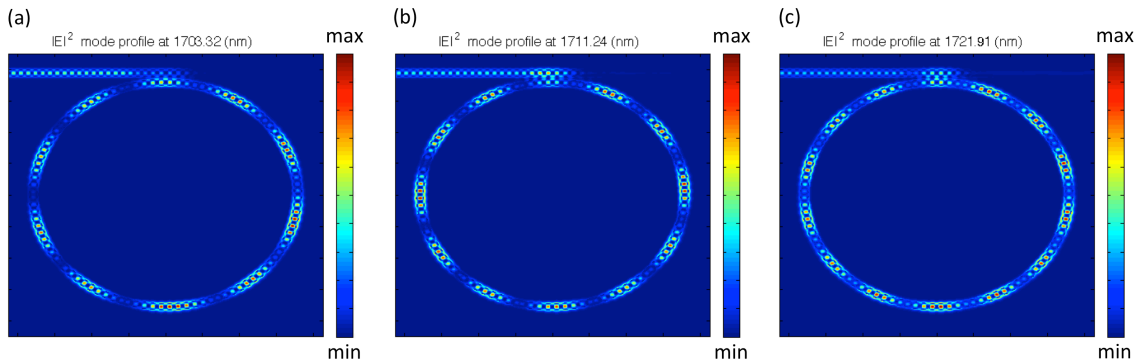 (a)
(b)
(c)
|E|² mode profile at 1703.32 (nm)
max
|E|² mode profile at 1711.24 (nm)
max
|E|² mode profile at 1721.91 (nm)
max
min
min
min